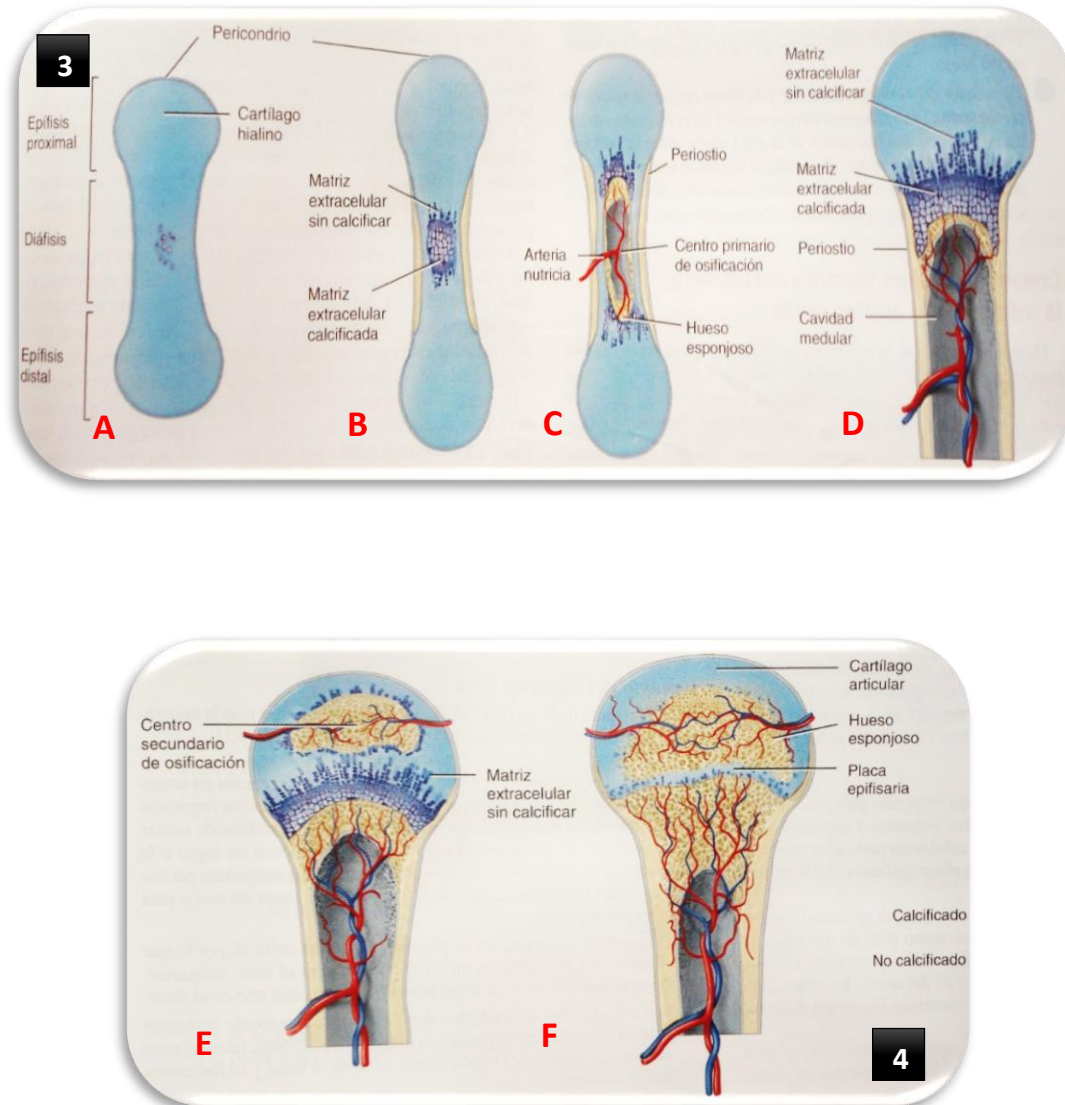 3
Pericondrio
Epífisis
proximal
Cartílago
hialino
Diáfisis
Epífisis
distal
A
Matriz
extracelular
sin calcificar
Matriz
extracelular
calcificada
B
Periostio
Arteria
nutricia
Centro primario
de osificación
Hueso
esponjoso
C
Matriz
extracelular
sin calcificar
Matriz
extracelular
calcificada
Periostio
Cavidad
medular
D
Centro
secundario
de osificación
Matriz
extracelular
sin calcificar
E
Cartílago
articular
Hueso
esponjoso
Placa
epifisaria
Calcificado
No calcificado
F
4